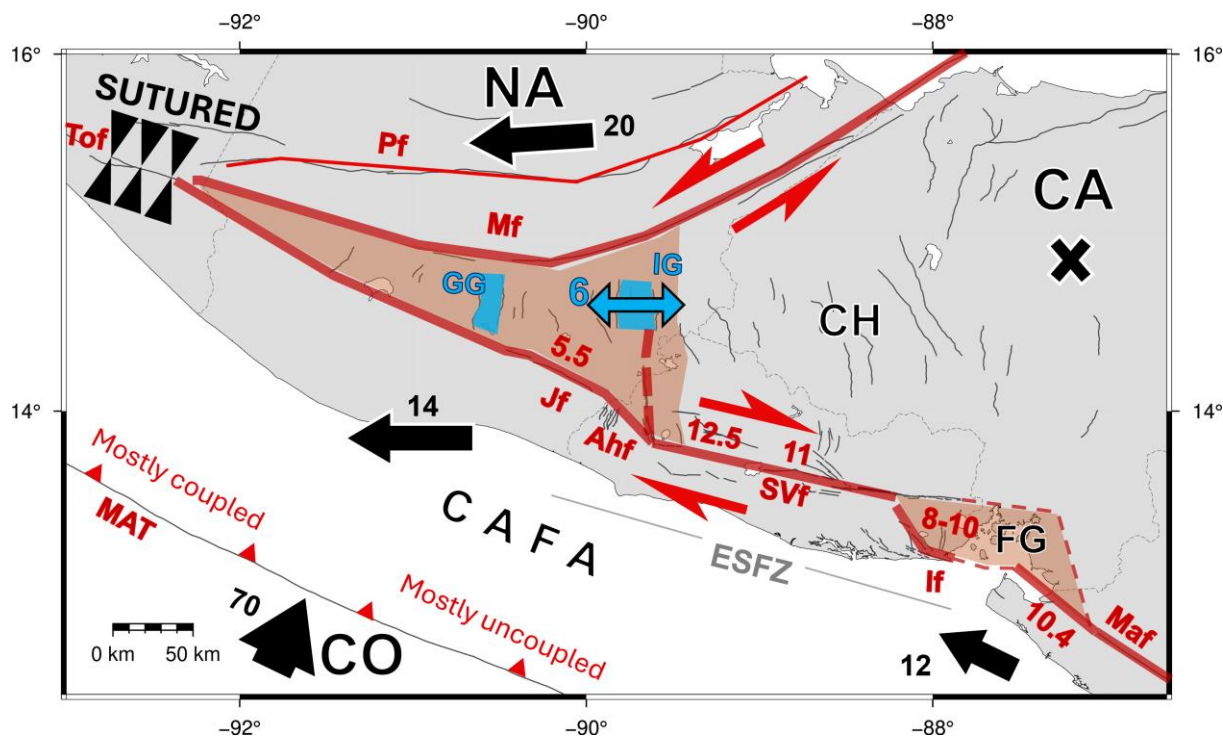 -92° -90° -88°
16° 16°
SUTURED
NA
20
Tof
Pf
CA
Mf
GG
6
IG
CH
5.5
14° 14°
14
Jf
12.5
11
Ahf
SVf
Mostly coupled
MAT
C A F A
8-10
FG
ESFZ
If
Mostly uncoupled
70
10.4
Maf
0 km 50 km
CO
12
-92° -90° -88°